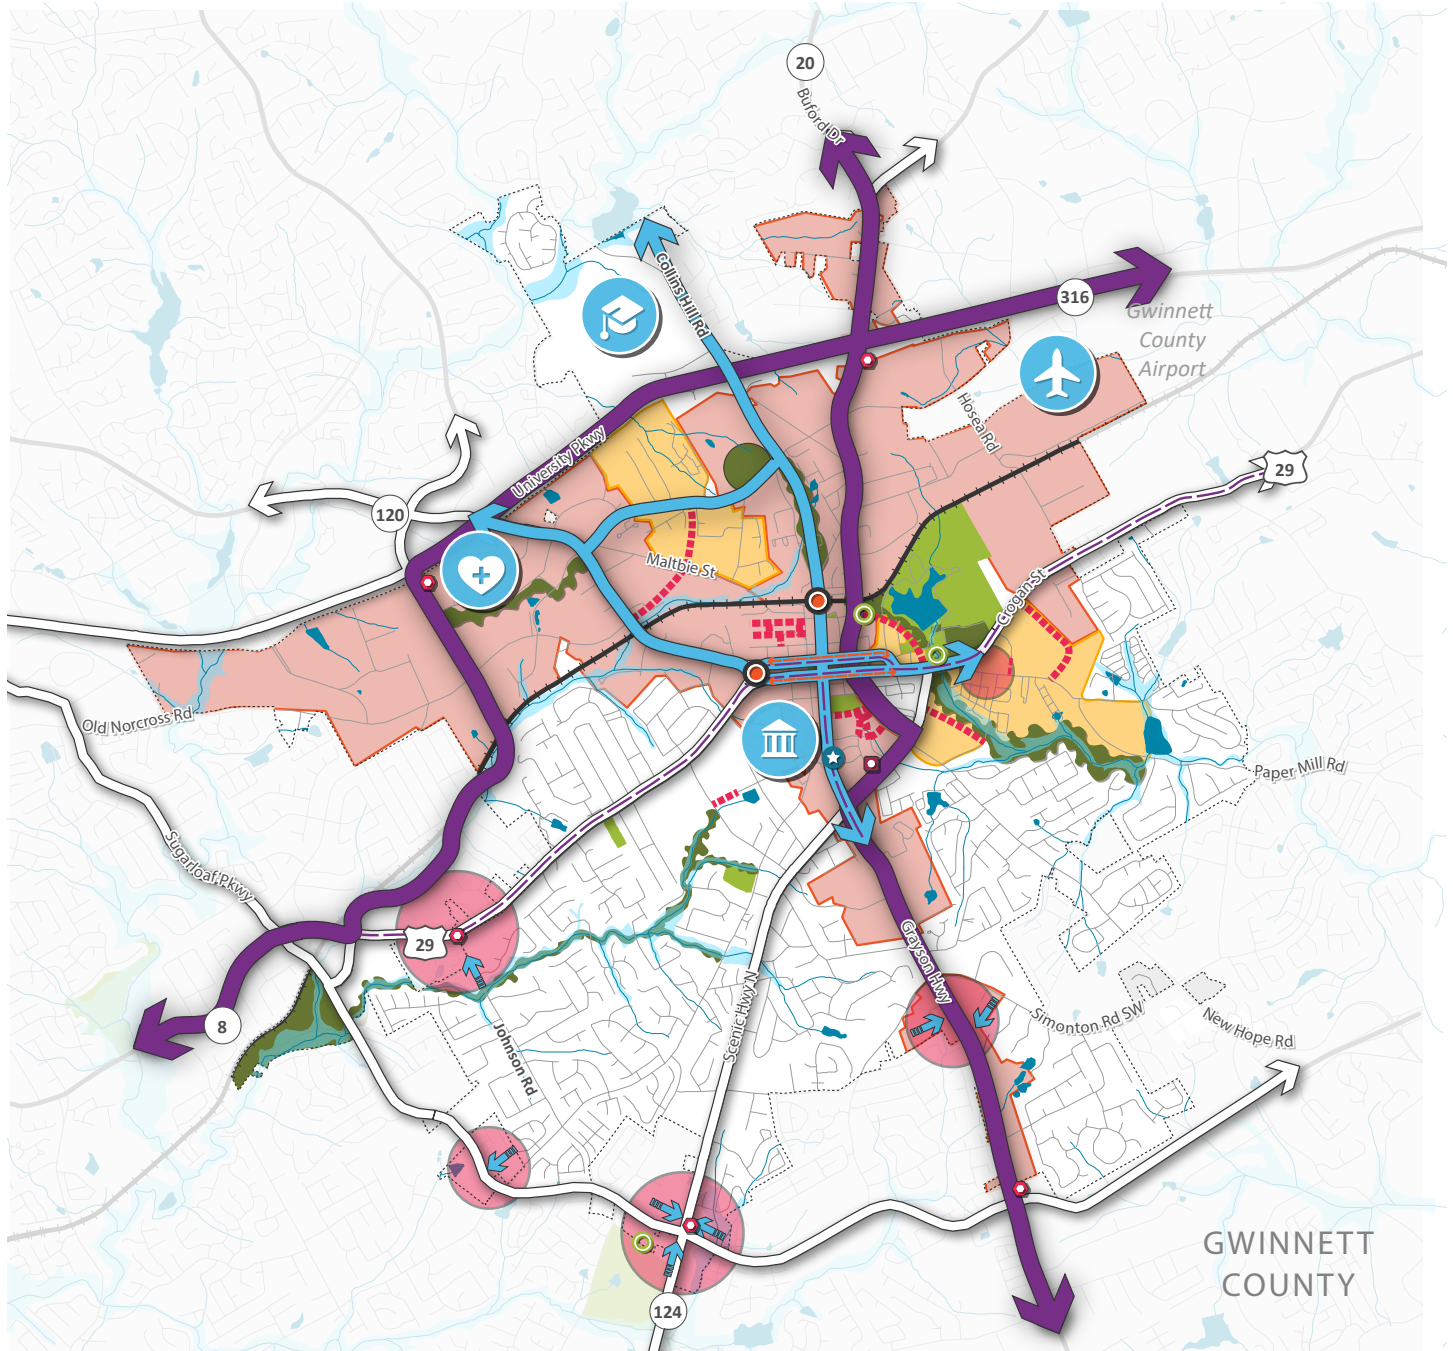 20
Buford Dr
316
Gwinnett
County
Airport
Collins Hill Rd
Hosea Rd
University Pkwy
29
120
Maltbie St
Crogan St
Old Norcross Rd
Paper Mill Rd
Sugarloaf Pkwy
29
Grayson Hwy
8
Scenic Hwy N
Simonton Rd SW
New Hope Rd
Johnson Rd
GWINNETT
COUNTY
124